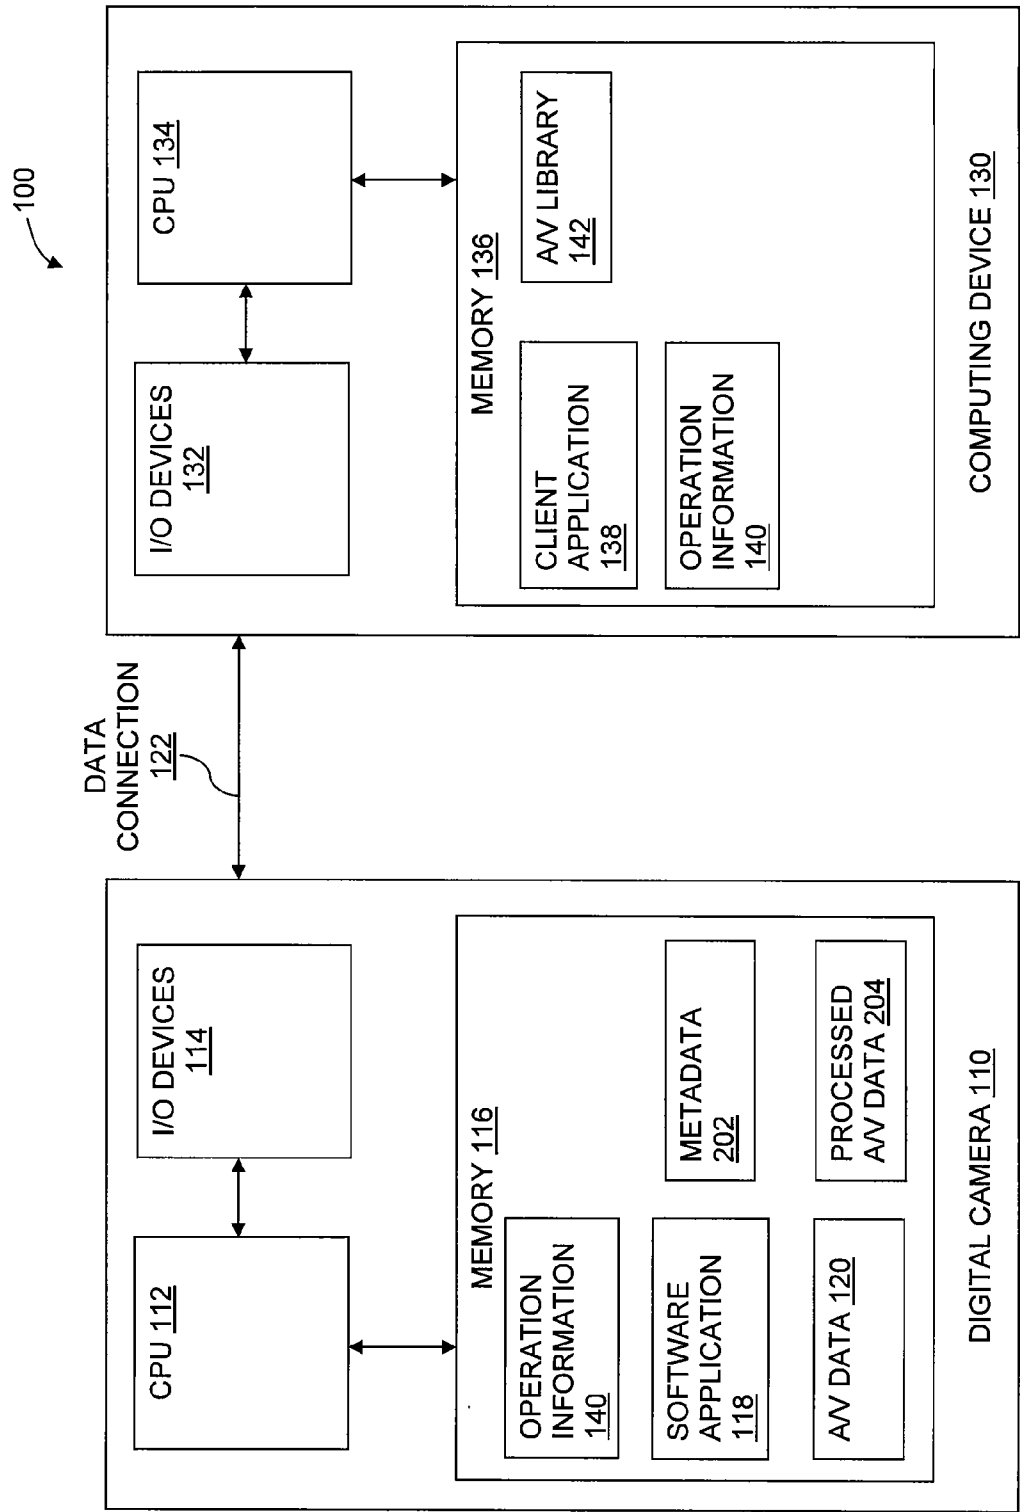 100
DATA
CONNECTION
122
CPU 112
I/O DEVICES
114
MEMORY 116
OPERATION
INFORMATION
140
SOFTWARE
APPLICATION
118
METADATA
202
A/V DATA 120
PROCESSED
A/V DATA 204
DIGITAL CAMERA 110
I/O DEVICES
132
CPU 134
MEMORY 136
CLIENT
APPLICATION
138
A/V LIBRARY
142
OPERATION
INFORMATION
140
COMPUTING DEVICE 130